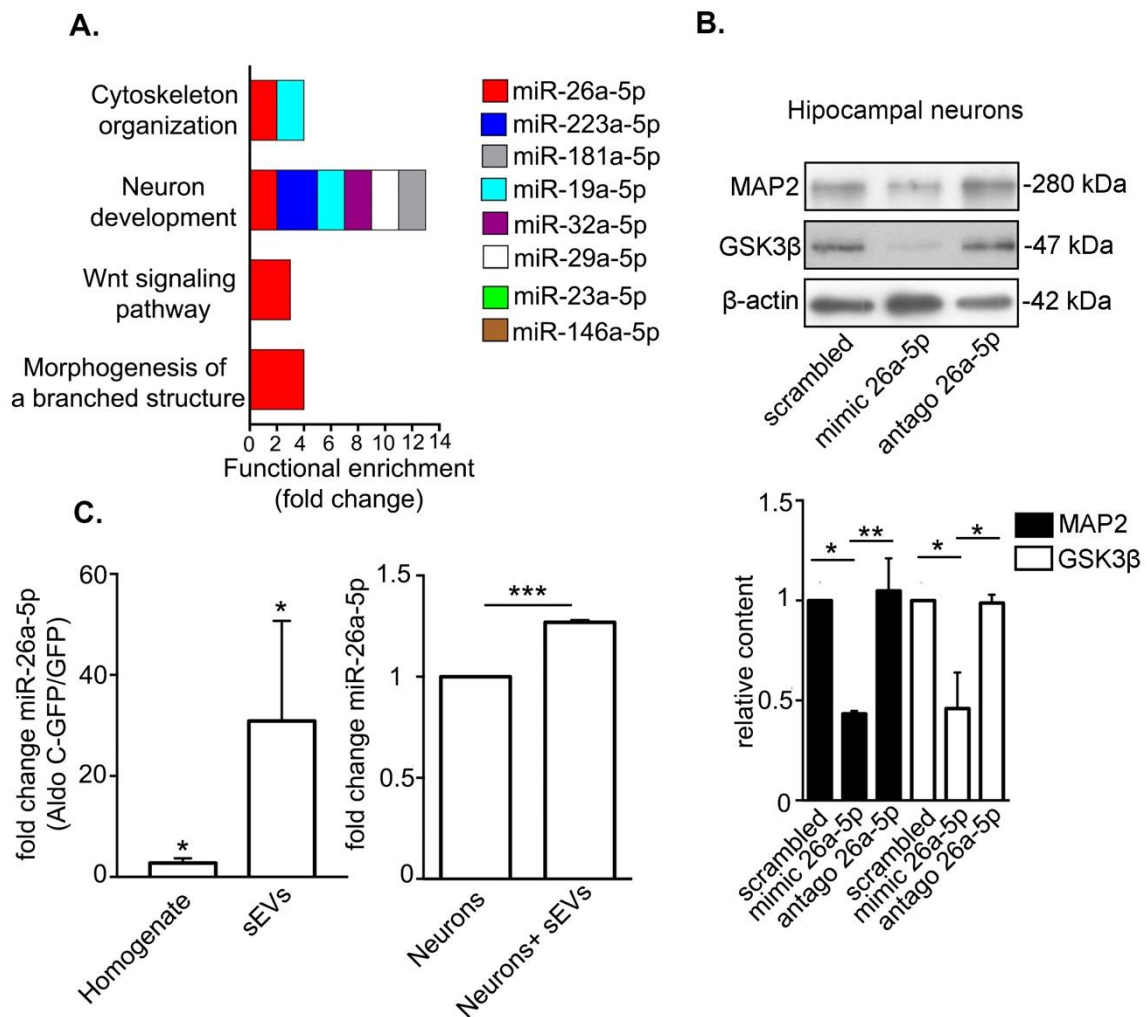 A.
Cytoskeleton
organization
Neuron
development
Wnt signaling
pathway
Morphogenesis of
a branched structure
0 2 4 6 8 10 12 14
Functional enrichment
(fold change)
miR-26a-5p
miR-223a-5p
miR-181a-5p
miR-19a-5p
miR-32a-5p
miR-29a-5p
miR-23a-5p
miR-146a-5p
B.
Hipocampal neurons
MAP2
-280 kDa
GSK3β
-47 kDa
β-actin
-42 kDa
scrambled
mimic 26a-5p
antago 26a-5p
1.5
1.0
0.5
0
relative content
* ** * *
MAP2
GSK3β
scrambled
mimic 26a-5p
antago 26a-5p
scrambled
mimic 26a-5p
antago 26a-5p
C.
fold change miR-26a-5p
(Aldo C-GFP/GFP)
60
40
20
0
*
*
Homogenate
sEVs
fold change miR-26a-5p
1.5
1
0.5
0
***
Neurons
Neurons+ sEVs